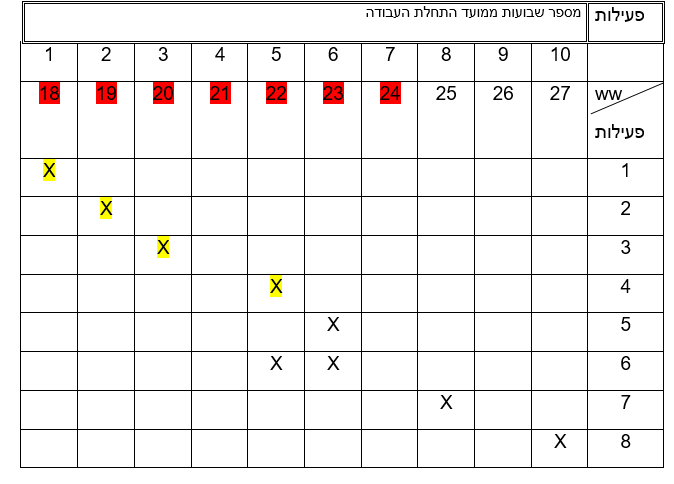 פעילות מספר שבועות ממועד התחלת העבודה
1 2 3 4 5 6 7 8 9 10
18 19 20 21 22 23 24 25 26 27 ww
פעילות
X 1
X 2
X 3
X 4
X 5
X X 6
X 7
X 8